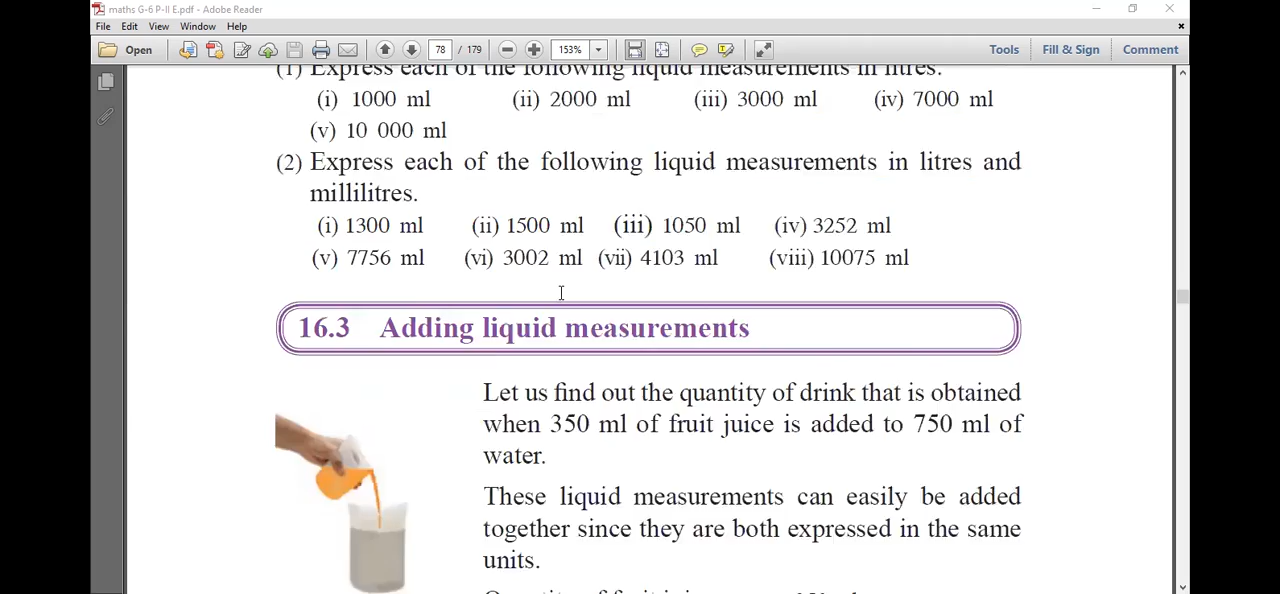 maths G-6 P-II E.pdf - Adobe Reader
File Edit View Window Help
Open 78 / 179 153% Tools Fill & Sign Comment
(1) Express each of the following liquid measurements in litres.
(i) 1000 ml (ii) 2000 ml (iii) 3000 ml (iv) 7000 ml
(v) 10 000 ml
(2) Express each of the following liquid measurements in litres and
millilitres.
(i) 1300 ml (ii) 1500 ml (iii) 1050 ml (iv) 3252 ml
(v) 7756 ml (vi) 3002 ml (vii) 4103 ml (viii) 10075 ml
16.3 Adding liquid measurements
Let us find out the quantity of drink that is obtained
when 350 ml of fruit juice is added to 750 ml of
water.
These liquid measurements can easily be added
together since they are both expressed in the same
units.